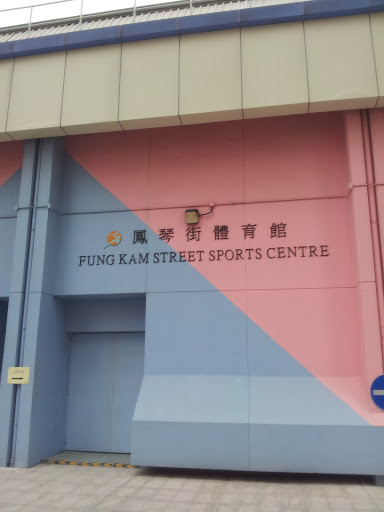 鳳琴街體育館
FUNG KAM STREET SPORTS CENTRE